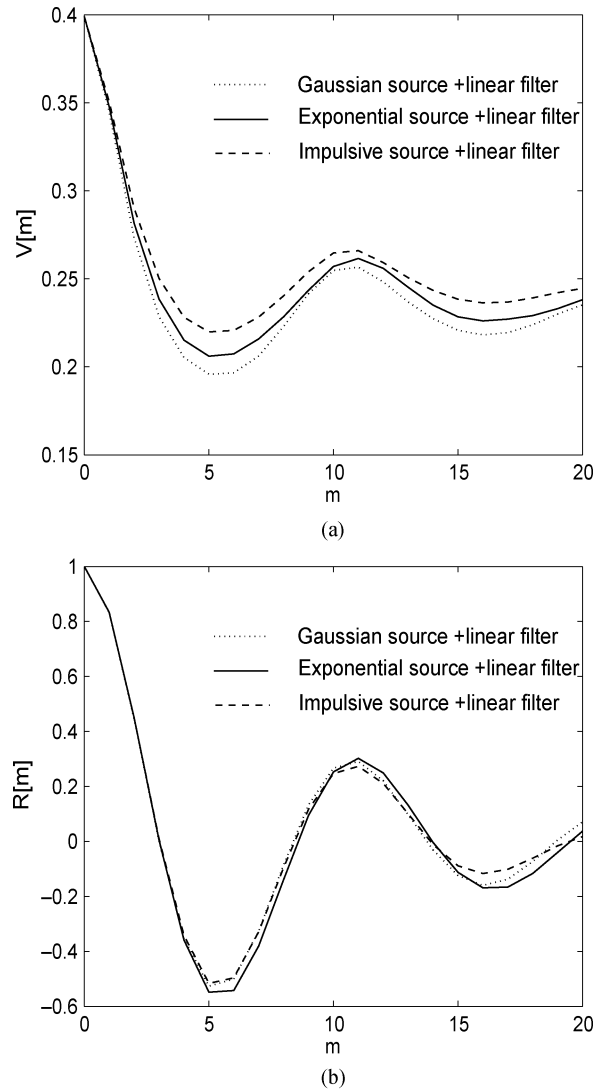 0.4
0.35
0.3
0.25
0.2
0.15
V[m]
Gaussian source +linear filter
Exponential source +linear filter
Impulsive source +linear filter
0 5 10 15 20
m
(a)
1
0.8
0.6
0.4
0.2
0
–0.2
–0.4
–0.6
R[m]
Gaussian source +linear filter
Exponential source +linear filter
Impulsive source +linear filter
0 5 10 15 20
m
(b)